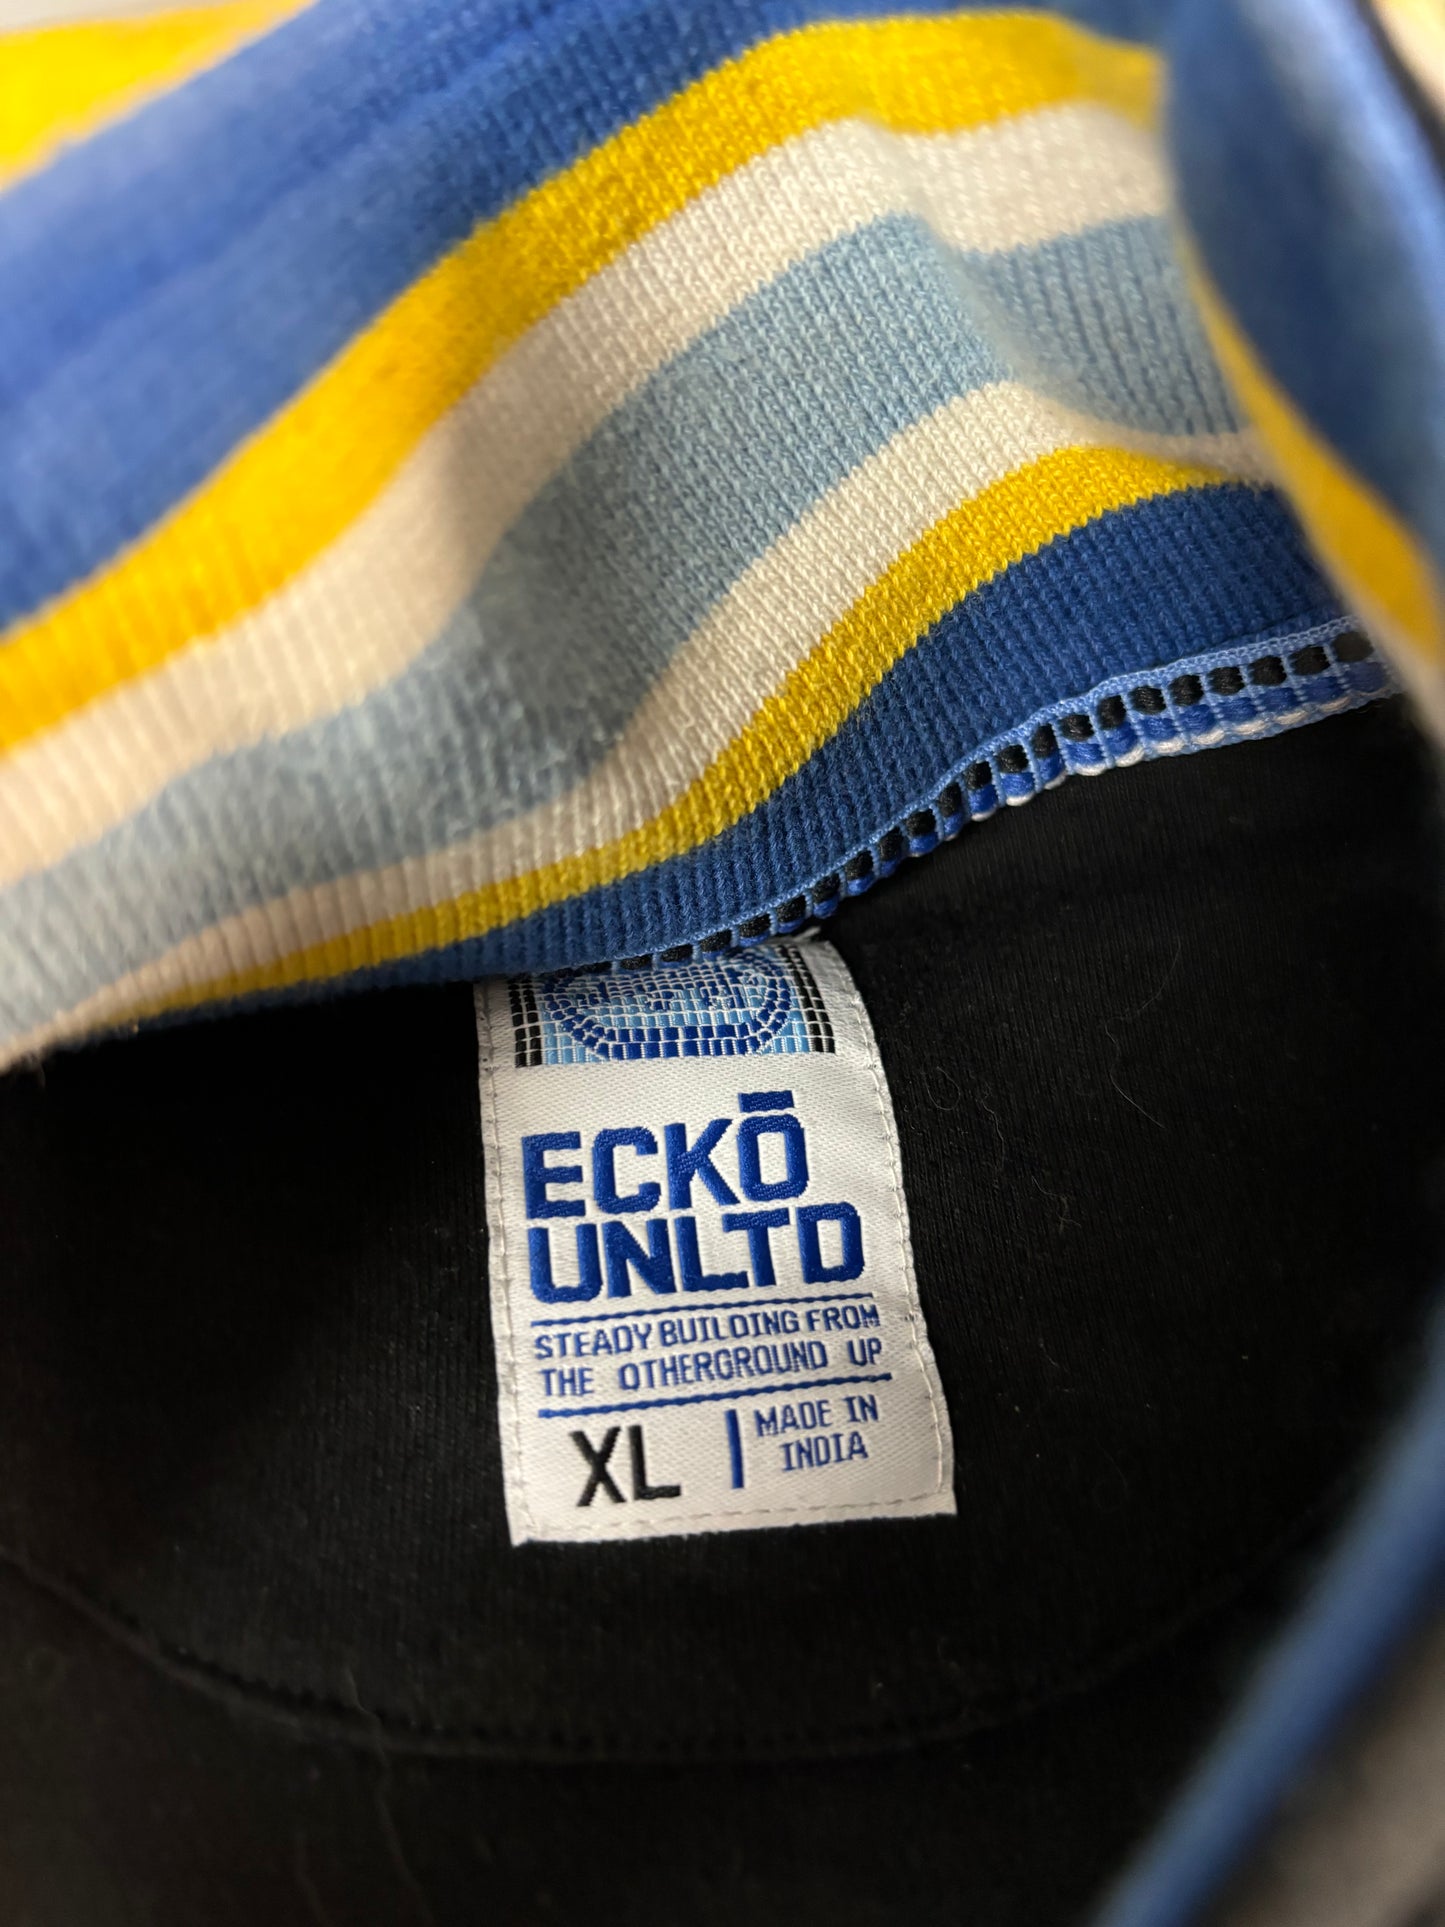 ECKŌ
UNLTD
STEADY BUILDING FROM
THE OTHERGROUND UP
XL
MADE IN
INDIA